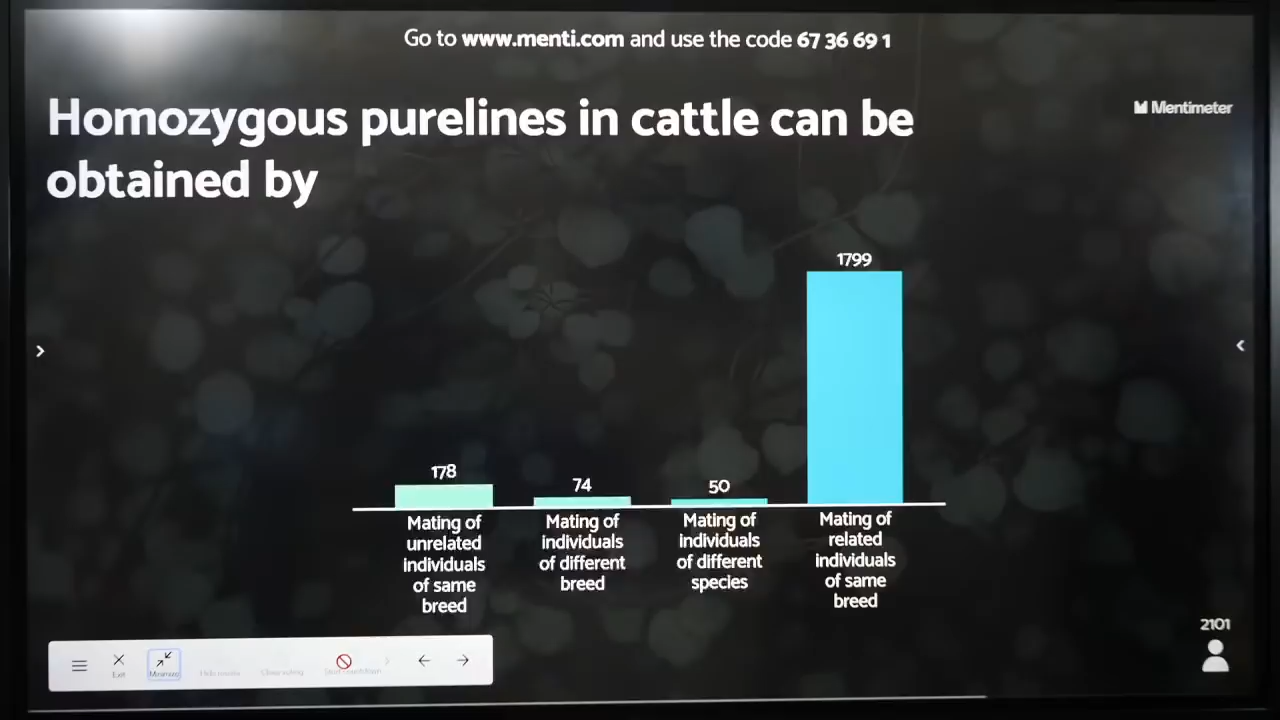 Go to www.menti.com and use the code 67 36 69 1
Homozygous purelines in cattle can be
obtained by
Mentimeter
1799
178
74
50
Mating of
unrelated
individuals
of same
breed
Mating of
individuals
of different
breed
Mating of
individuals
of different
species
Mating of
related
individuals
of same
breed
2101
Exit
Minimize